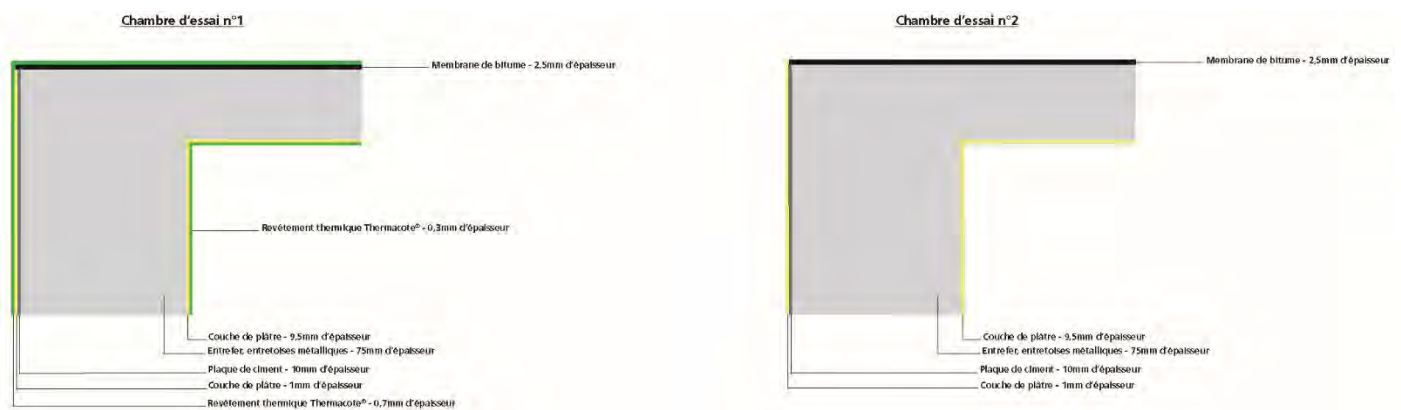 Chambre d'essai n°1
Membrane de bitume - 2,5mm d'épaisseur
Revêtement thermique Thermacote® - 0,3mm d'épaisseur
Couche de plâtre - 9,5mm d'épaisseur
Entrefer, entretoises métalliques - 75mm d'épaisseur
Plaque de ciment - 10mm d'épaisseur
Couche de plâtre - 1mm d'épaisseur
Revêtement thermique Thermacote® - 0,7mm d'épaisseur
Chambre d'essai n°2
Membrane de bitume - 2,5mm d'épaisseur
Couche de plâtre - 9,5mm d'épaisseur
Entrefer, entretoises métalliques - 75mm d'épaisseur
Plaque de ciment - 10mm d'épaisseur
Couche de plâtre - 1mm d'épaisseur